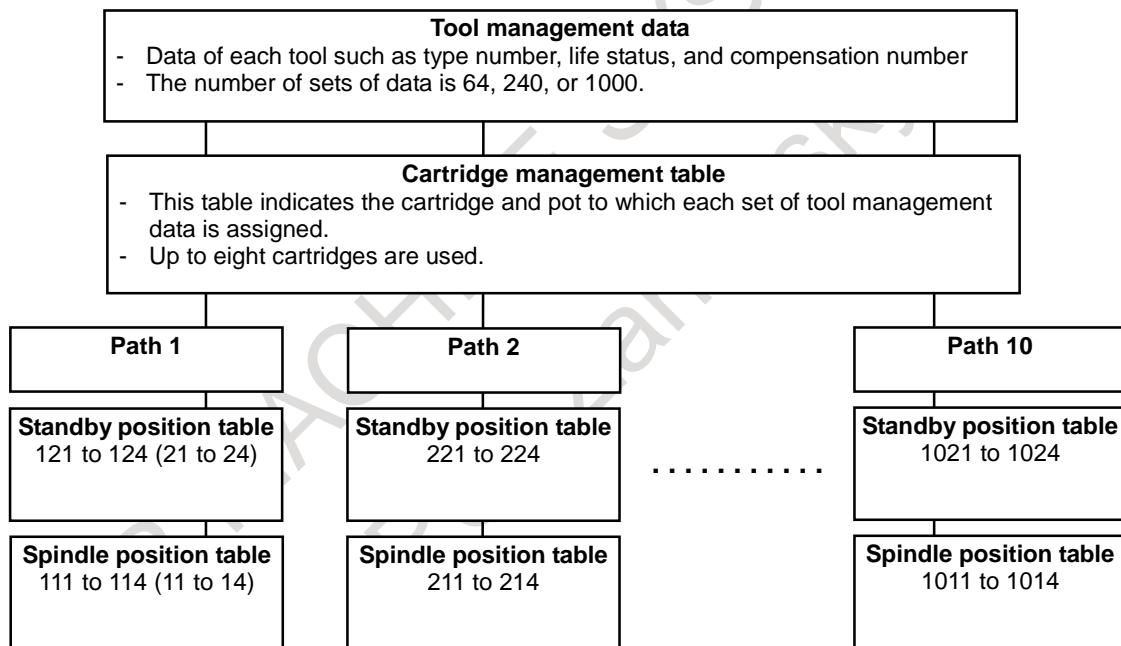 Tool management data
- Data of each tool such as type number, life status, and compensation number
- The number of sets of data is 64, 240, or 1000.
Cartridge management table
- This table indicates the cartridge and pot to which each set of tool management
data is assigned.
- Up to eight cartridges are used.
Path 1
Path 2
Path 10
Standby position table
121 to 124 (21 to 24)
Standby position table
221 to 224
Standby position table
1021 to 1024
. . . . . . . . . . .
Spindle position table
111 to 114 (11 to 14)
Spindle position table
211 to 214
Spindle position table
1011 to 1014